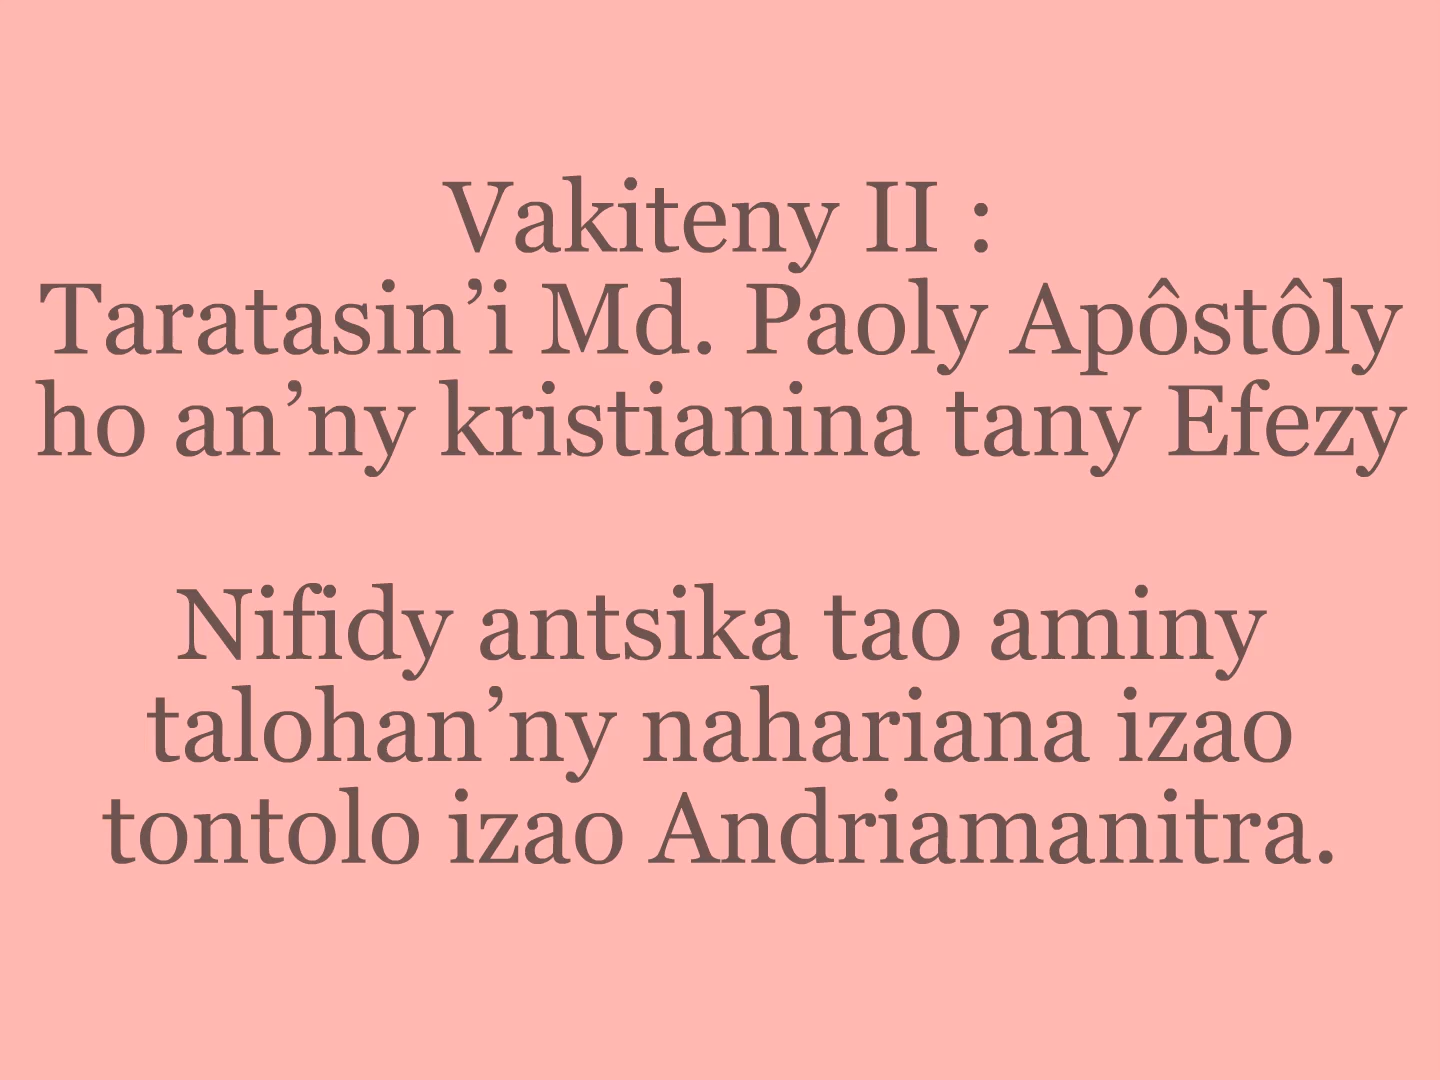 Vakiteny II :
Taratasin’i Md. Paoly Apôstôly
ho an’ny kristianina tany Efezy
Nifidy antsika tao aminy
talohan’ny nahariana izao
tontolo izao Andriamanitra.